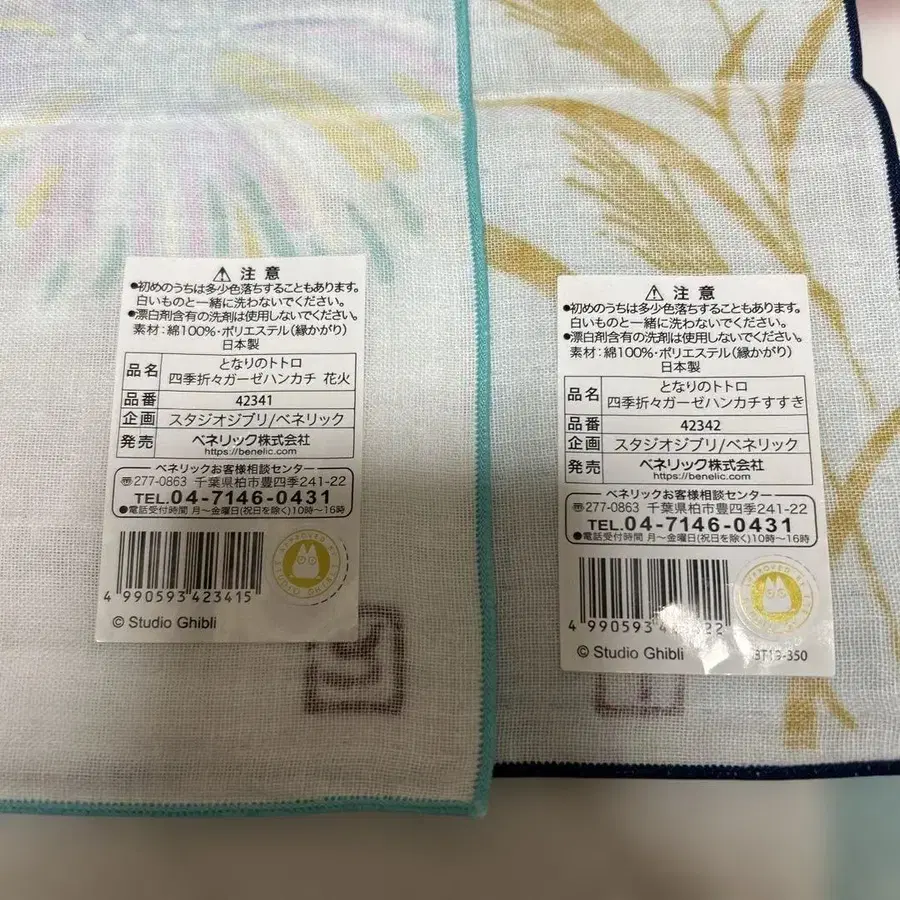 ⚠ 注意
●初めのうちは多少色落ちすることもあります。
白いものと一緒に洗わないでください。
●漂白剤含有の洗剤は使用しないでください。
素材：綿100%・ポリエステル（縁かがり）
日本製
品名 となりのトトロ
四季折々ガーゼハンカチ 花火
品番 42341
企画 スタジオジブリ/ベネリック
発売 ベネリック株式会社
https://benelic.com
ベネリックお客様相談センター
〠277-0863 千葉県柏市豊四季241-22
TEL.04-7146-0431
●電話受付時間 月～金曜日(祝日を除く)10時～16時
4 990593 423415
© Studio Ghibli
⚠ 注意
●初めのうちは多少色落ちすることもあります。
白いものと一緒に洗わないでください。
●漂白剤含有の洗剤は使用しないでください。
素材：綿100%・ポリエステル（縁かがり）
日本製
品名 となりのトトロ
四季折々ガーゼハンカチすすき
品番 42342
企画 スタジオジブリ/ベネリック
発売 ベネリック株式会社
https://benelic.com
ベネリックお客様相談センター
〠277-0863 千葉県柏市豊四季241-22
TEL.04-7146-0431
●電話受付時間 月～金曜日(祝日を除く)10時～16時
4 990593
© Studio Ghibli
BT19-350